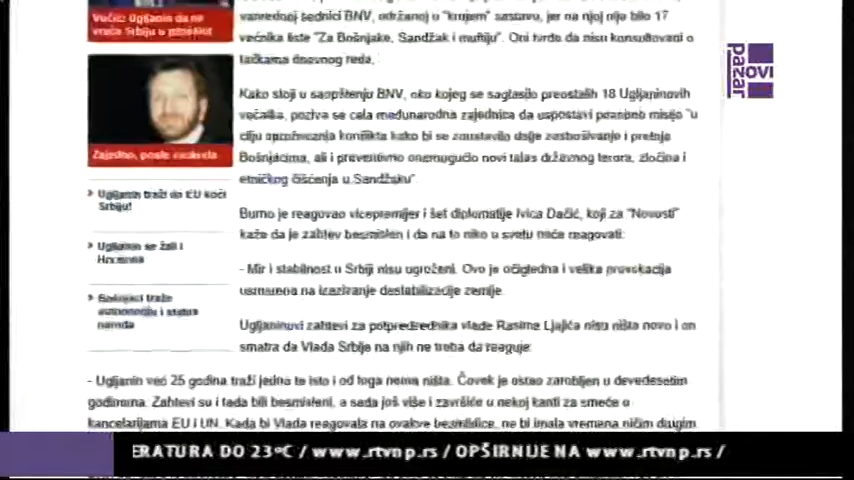 Vučić: Ugljanin da ne
vraća Srbiju u prošlost
Zajedno, posle
Ugljanin traži da EU koči
Srbiju!
Ugljanin se žali i
Bošnjaci traže
autonomiju i status
naroda
vanrednoj sednici BNV, održanoj u "krnjem" sastavu, jer na njoj nije bilo 17
većnika liste "Za Bošnjake, Sandžak i muftiju". Oni tvrde da nisu konsultovani o
tačkama dnevnog reda.
Kako stoji u saopštenju BNV, oko kojeg se saglasilo preostalih 18 Ugljaninovih
većnika, poziva se cela međunarodna zajednica da uspostavi posebnu misiju "u
cilju sprečavanja konflikta kako bi se zaustavilo dalje zastrašivanje i pretnje
Bošnjacima, ali i preventivno onemogućio novi talas državnog terora, zločina i
etničkog čišćenja u Sandžaku".
Burno je reagovao vicepremijer i šef diplomatije Ivica Dačić, koji za "Novosti"
kaže da je zahtev besmislen i da na to niko u svetu neće reagovati:
- Mir i stabilnost u Srbiji nisu ugroženi. Ovo je očigledna i velika provokacija
usmerena na izazivanje destabilizacije zemlje.
Ugljaninovi zahtevi za potpredsednika vlade Rasima Ljajića nisu ništa novo i on
smatra da Vlada Srbije na njih ne treba da reaguje:
- Ugljanin već 25 godina traži jedno te isto i od toga nema ništa. Čovek je ostao zarobljen u devedesetim
godinama. Zahtevi su i tada bili besmisleni, a sada još više i završiće u nekoj kanti za smeće u
kancelarijama EU i UN. Kada bi Vlada reagovala na ovakve besmislice, ne bi imala vremena ničim drugim
NOVI
pazar
ERATURA DO 23°C / www.rtvnp.rs / OPŠIRNIJE NA www.rtvnp.rs /